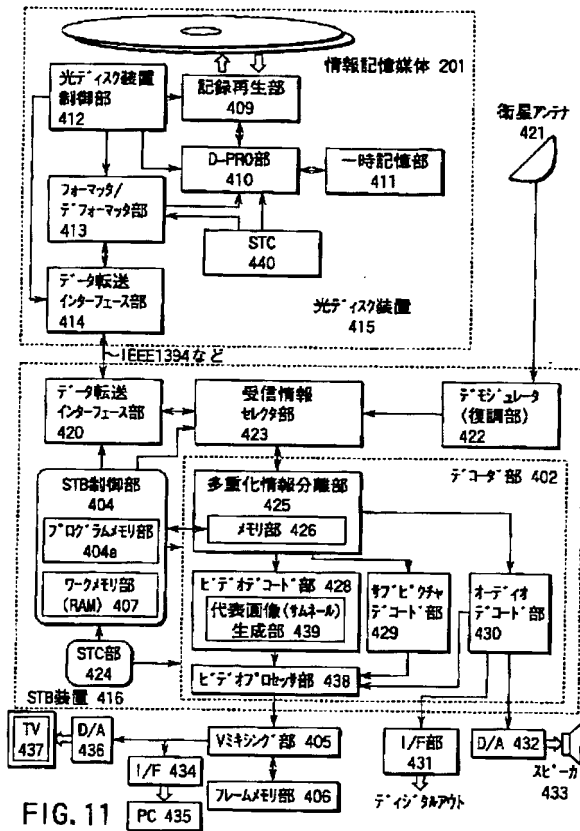 情報記憶媒体 201
光ディスク装置
制御部
412
記録再生部
409
衛星アンテナ
421
D-PRO部
410
一時記憶部
411
フォーマッタ/
デフォーマッタ部
413
STC
440
データ転送
インターフェース部
414
光ディスク装置
415
~IEEE1394など
データ転送
インターフェース部
420
受信情報
セレクタ部
423
デモジュレータ
(復調部)
422
デコーダ部 402
STB制御部
404
プログラムメモリ部
404a
ワークメモリ部
(RAM) 407
多重化情報分離部
425
メモリ部 426
ビデオデコード部 428
代表画像(サムネール)
生成部 439
サブピクチャ
デコード部
429
オーディオ
デコード部
430
STC部
424
ビデオプロセッサ部 438
STB装置 416
TV
437
D/A
436
Vミキシング部 405
I/F部
431
D/A 432
スピーカ
433
I/F 434
フレームメモリ部 406
ディジタルアウト
PC 435
FIG. 11